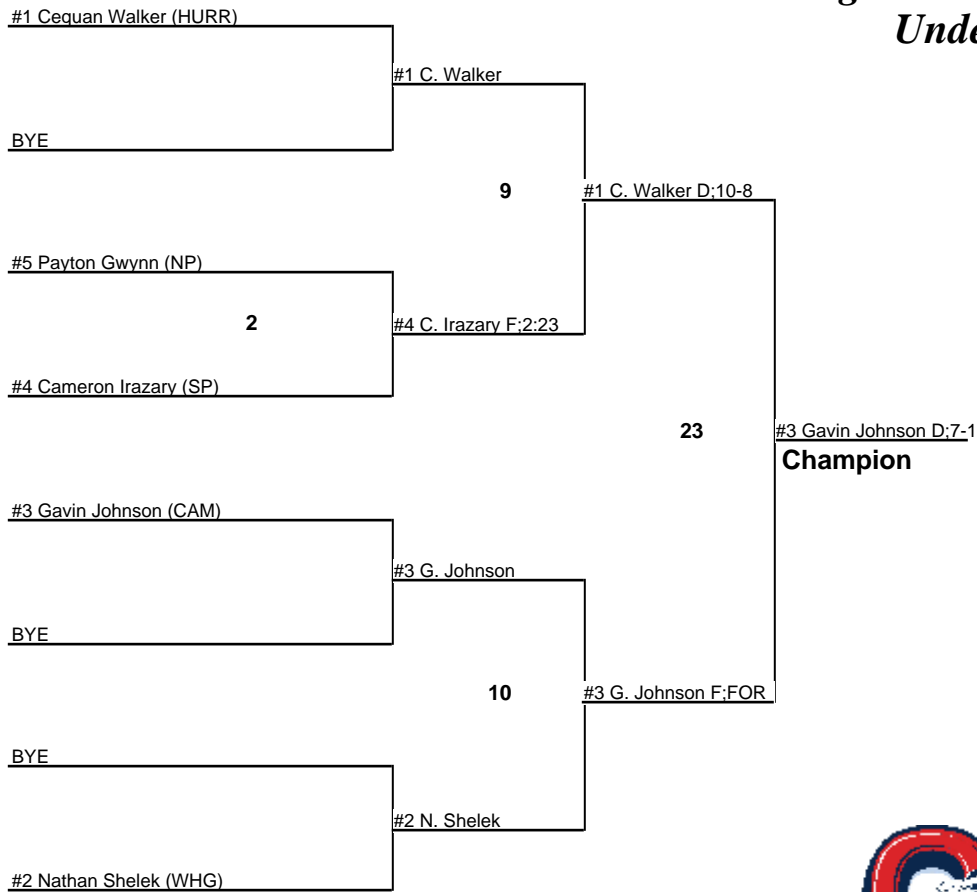 #1 Cequan Walker (HURR)
#1 C. Walker
BYE
9
#1 C. Walker D;10-8
#5 Payton Gwynn (NP)
2
#4 C. Irazary F;2:23
#4 Cameron Irazary (SP)
23
#3 Gavin Johnson D;7-1
Champion
#3 Gavin Johnson (CAM)
#3 G. Johnson
BYE
10
#3 G. Johnson F;FOR
BYE
#2 N. Shelek
#2 Nathan Shelek (WHG)